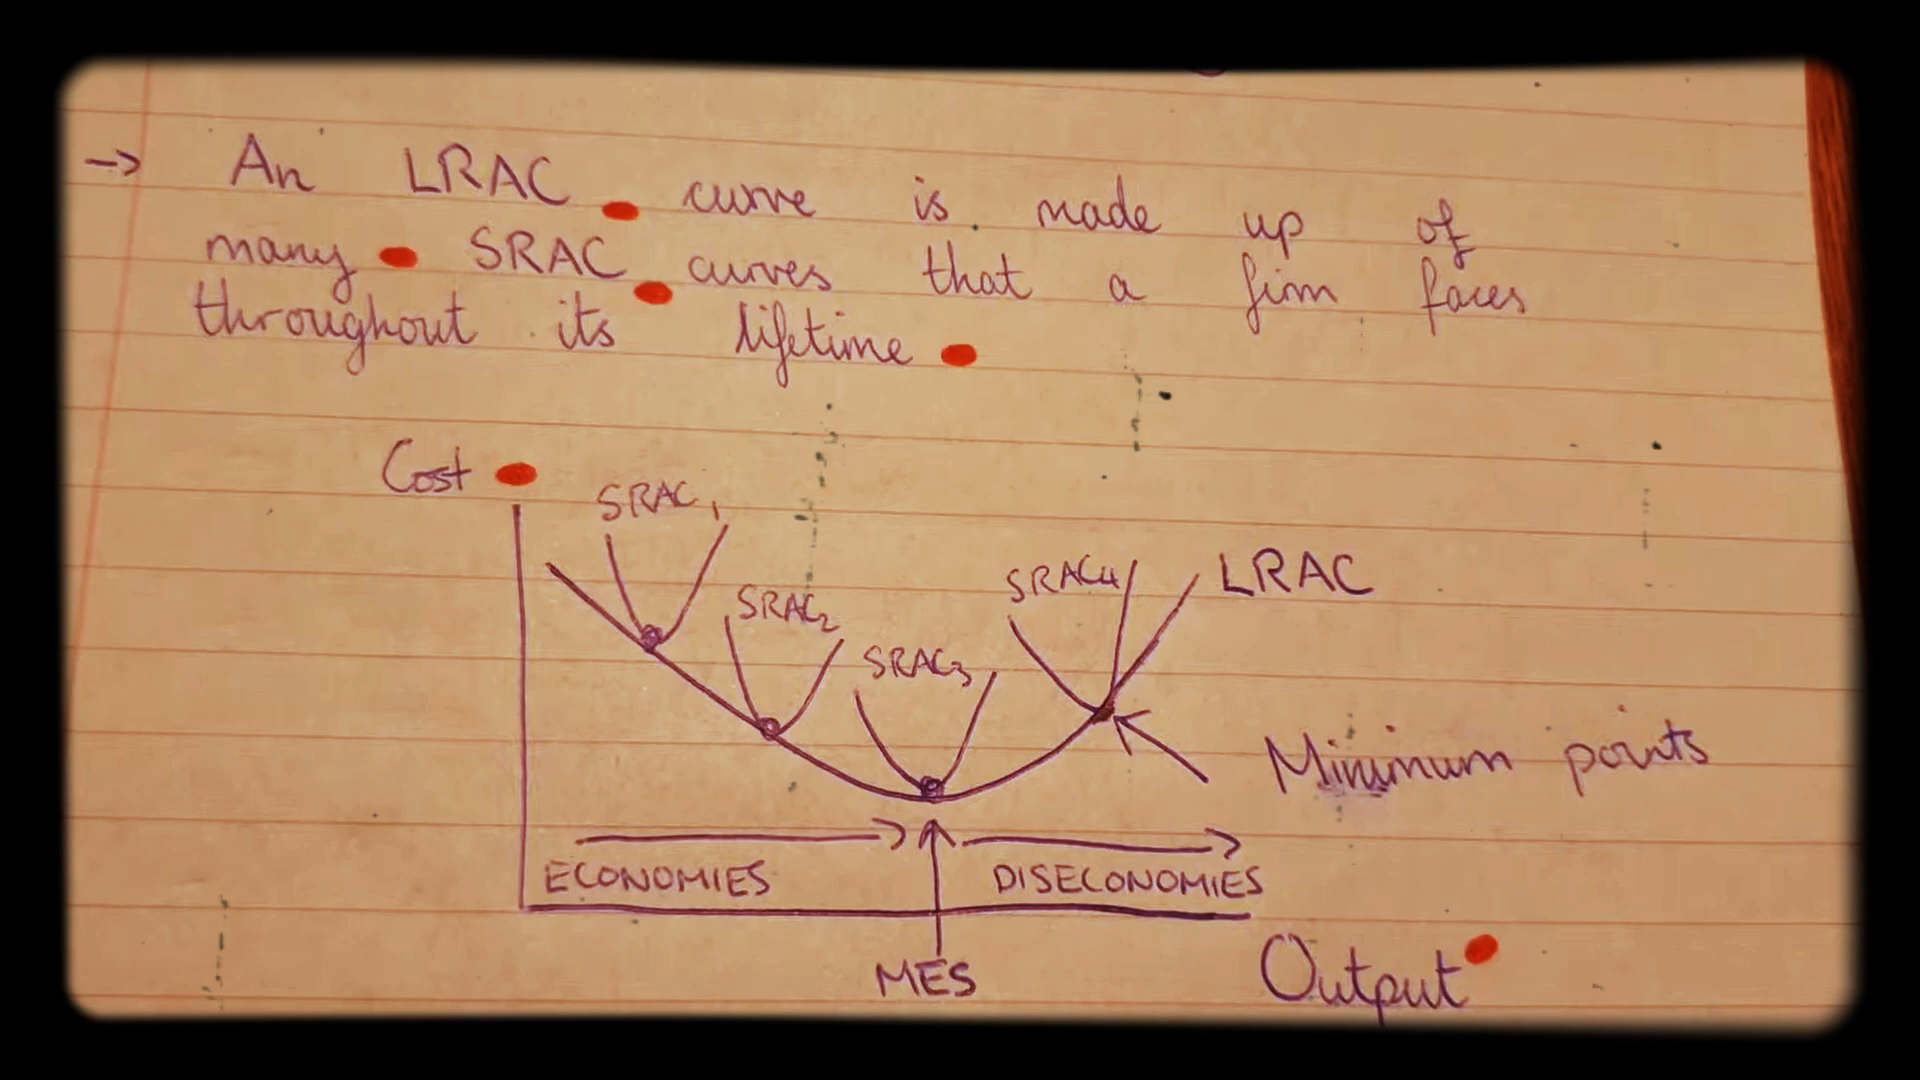 → An LRAC curve is made up of
many SRAC curves that a firm faces
throughout its lifetime
Cost
SRAC1
SRAC2
SRAC3
SRAC4
LRAC
Minimum points
ECONOMIES
DISECONOMIES
MES
Output